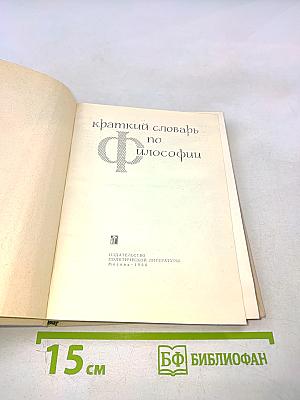 краткий словарь
по
философии
ИЗДАТЕЛЬСТВО
ПОЛИТИЧЕСКОЙ ЛИТЕРАТУРЫ
15 см
БФ БИБЛИОФАН